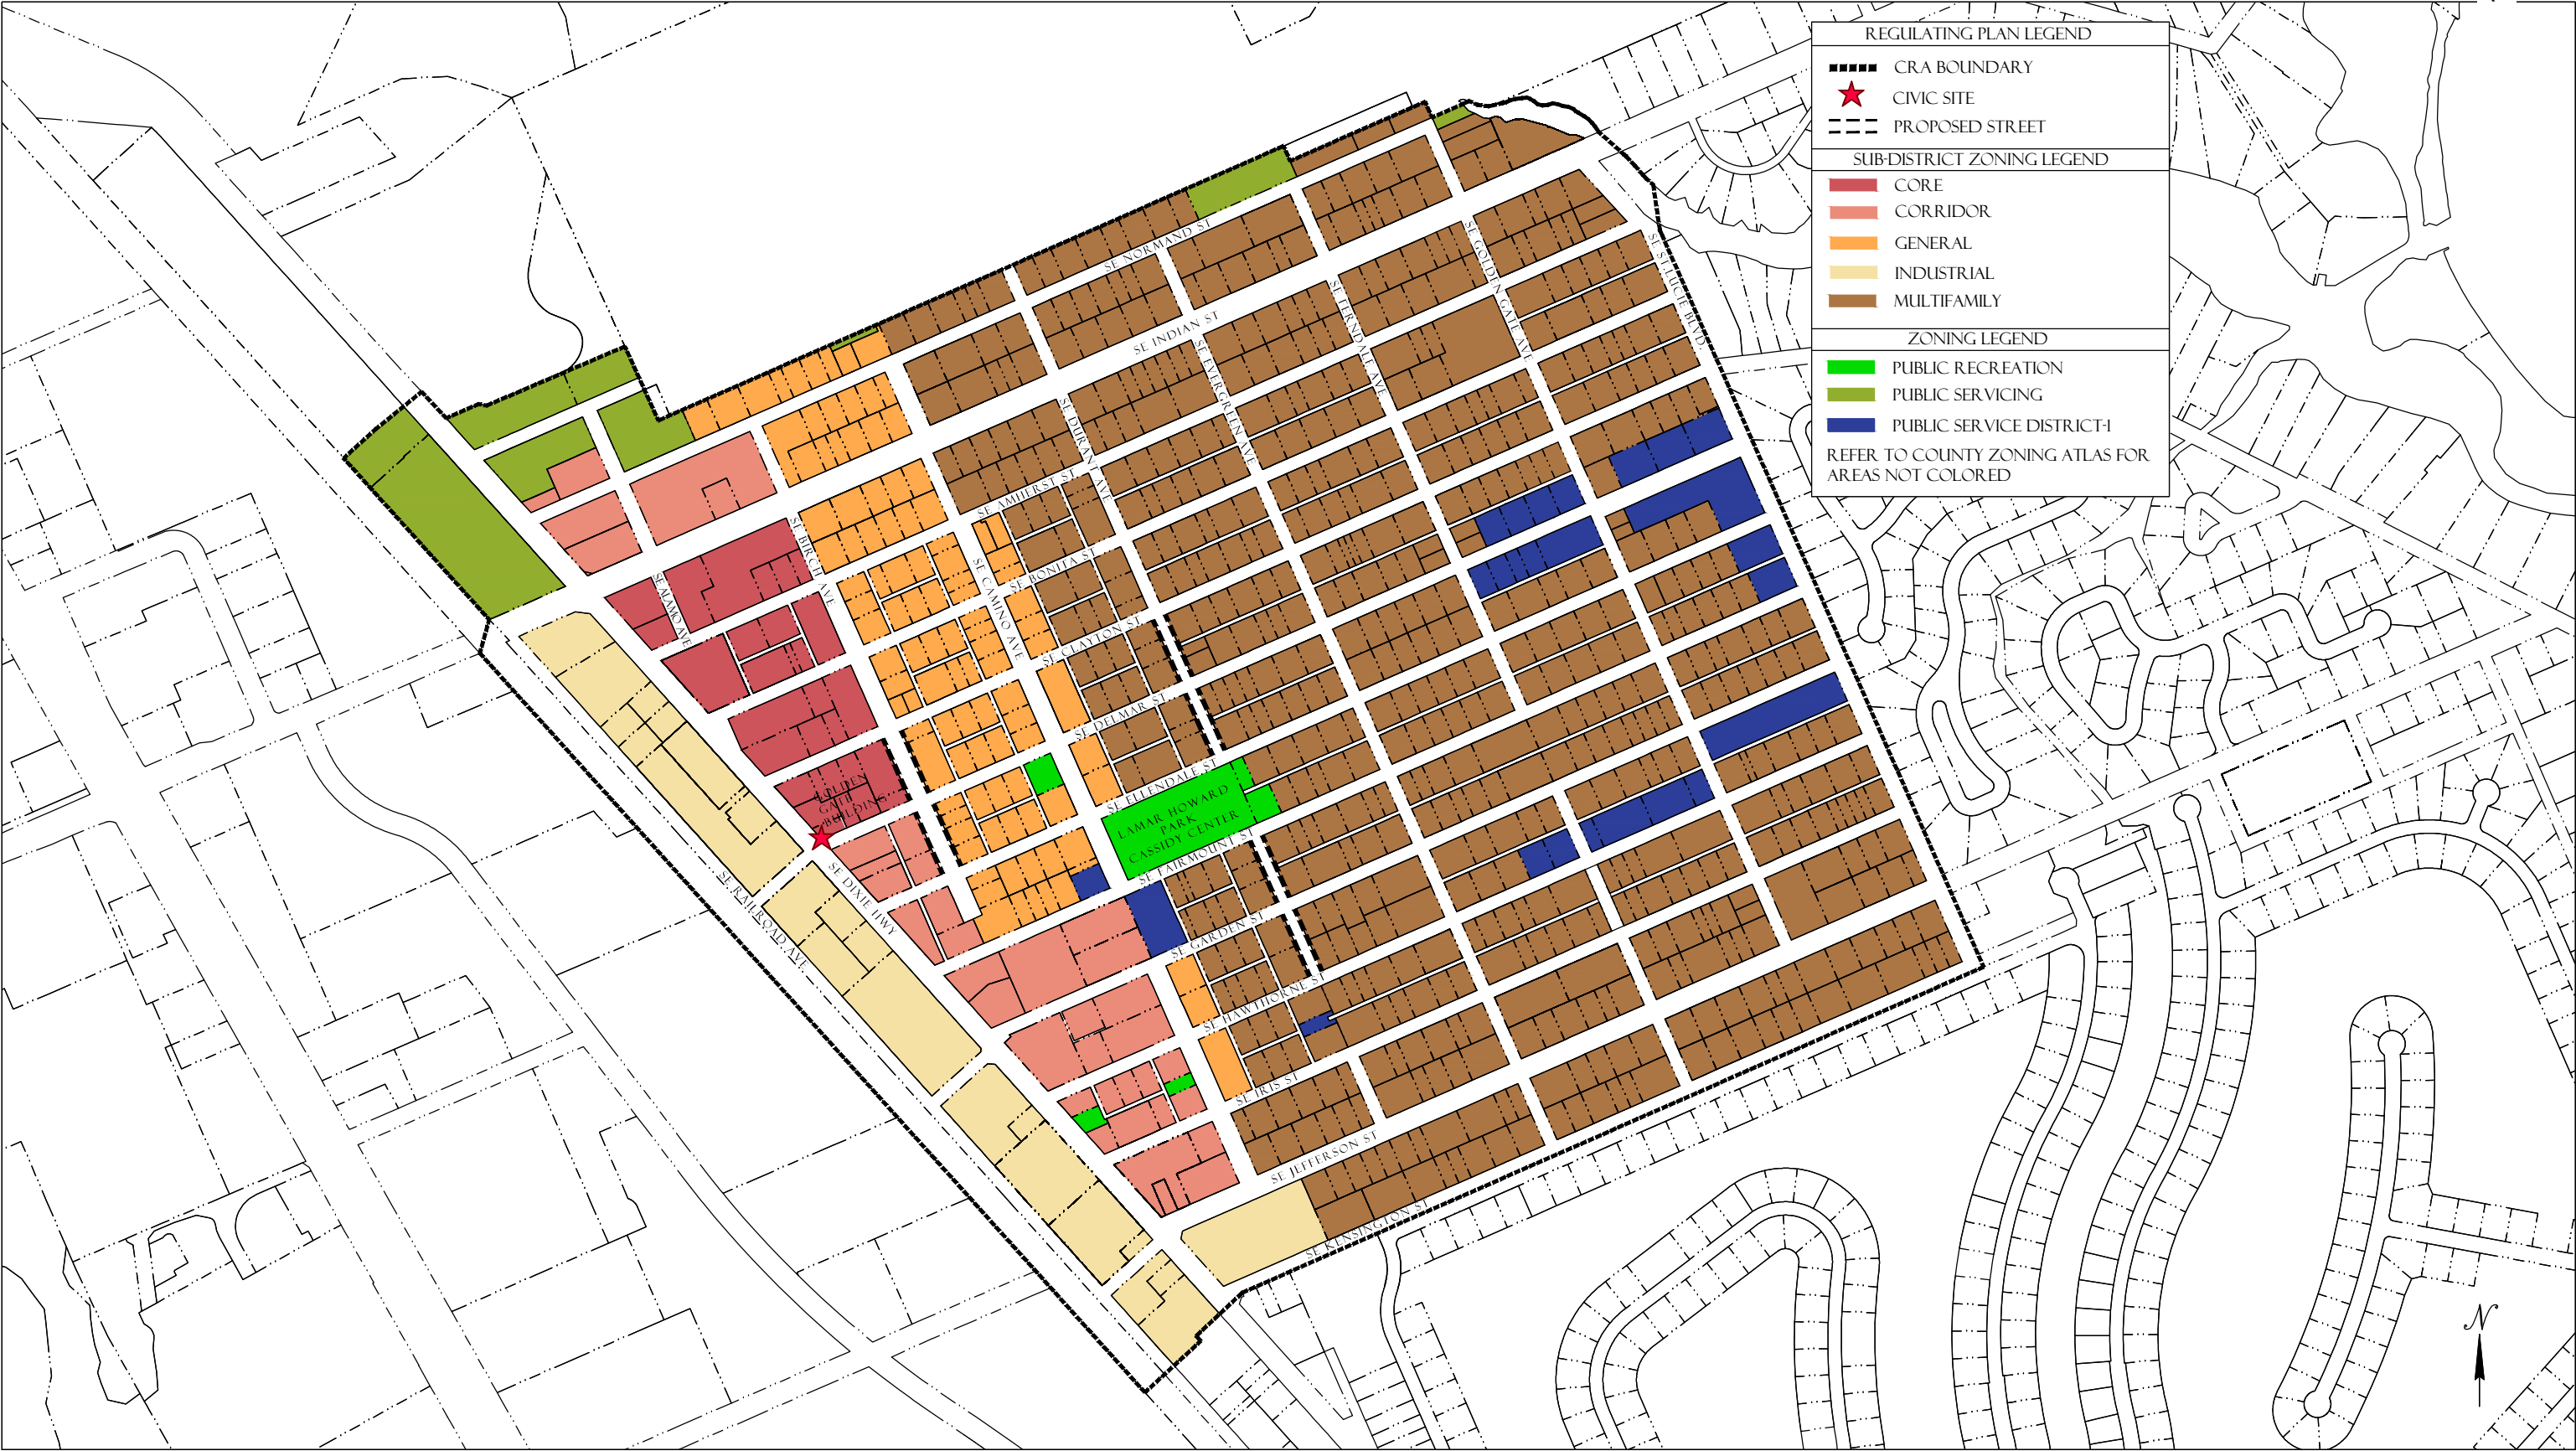 REGULATING PLAN LEGEND
CRA BOUNDARY
CIVIC SITE
PROPOSED STREET
SUB-DISTRICT ZONING LEGEND
CORE
CORRIDOR
GENERAL
INDUSTRIAL
MULTIFAMILY
ZONING LEGEND
PUBLIC RECREATION
PUBLIC SERVICING
PUBLIC SERVICE DISTRICT-1
REFER TO COUNTY ZONING ATLAS FOR
AREAS NOT COLORED
SE NORMAND ST
SE INDIAN ST
SE GOLDEN GATE AVE
SE ST LUCIE BLVD.
SE FERNDALE AVE
SE EVERGREEN AVE
SE DURANT AVE
SE AMHERST ST
SE BIRCH AVE
SE ALAMO AVE
SE CAMINO AVE
SE BONITA ST
SE CLAYTON ST
SE DELMAR ST
SE ELLENDALE ST
LAMAR HOWARD
PARK
CASSIDY CENTER
SE FAIRMOUNT ST
GOLDEN
GATE
BUILDING
SE DIXIE HWY
SE RAILROAD AVE
SE GARDEN ST
SE HAWTHORNE ST
SE IRIS ST
SE JEFFERSON ST
SE KENSINGTON ST
N